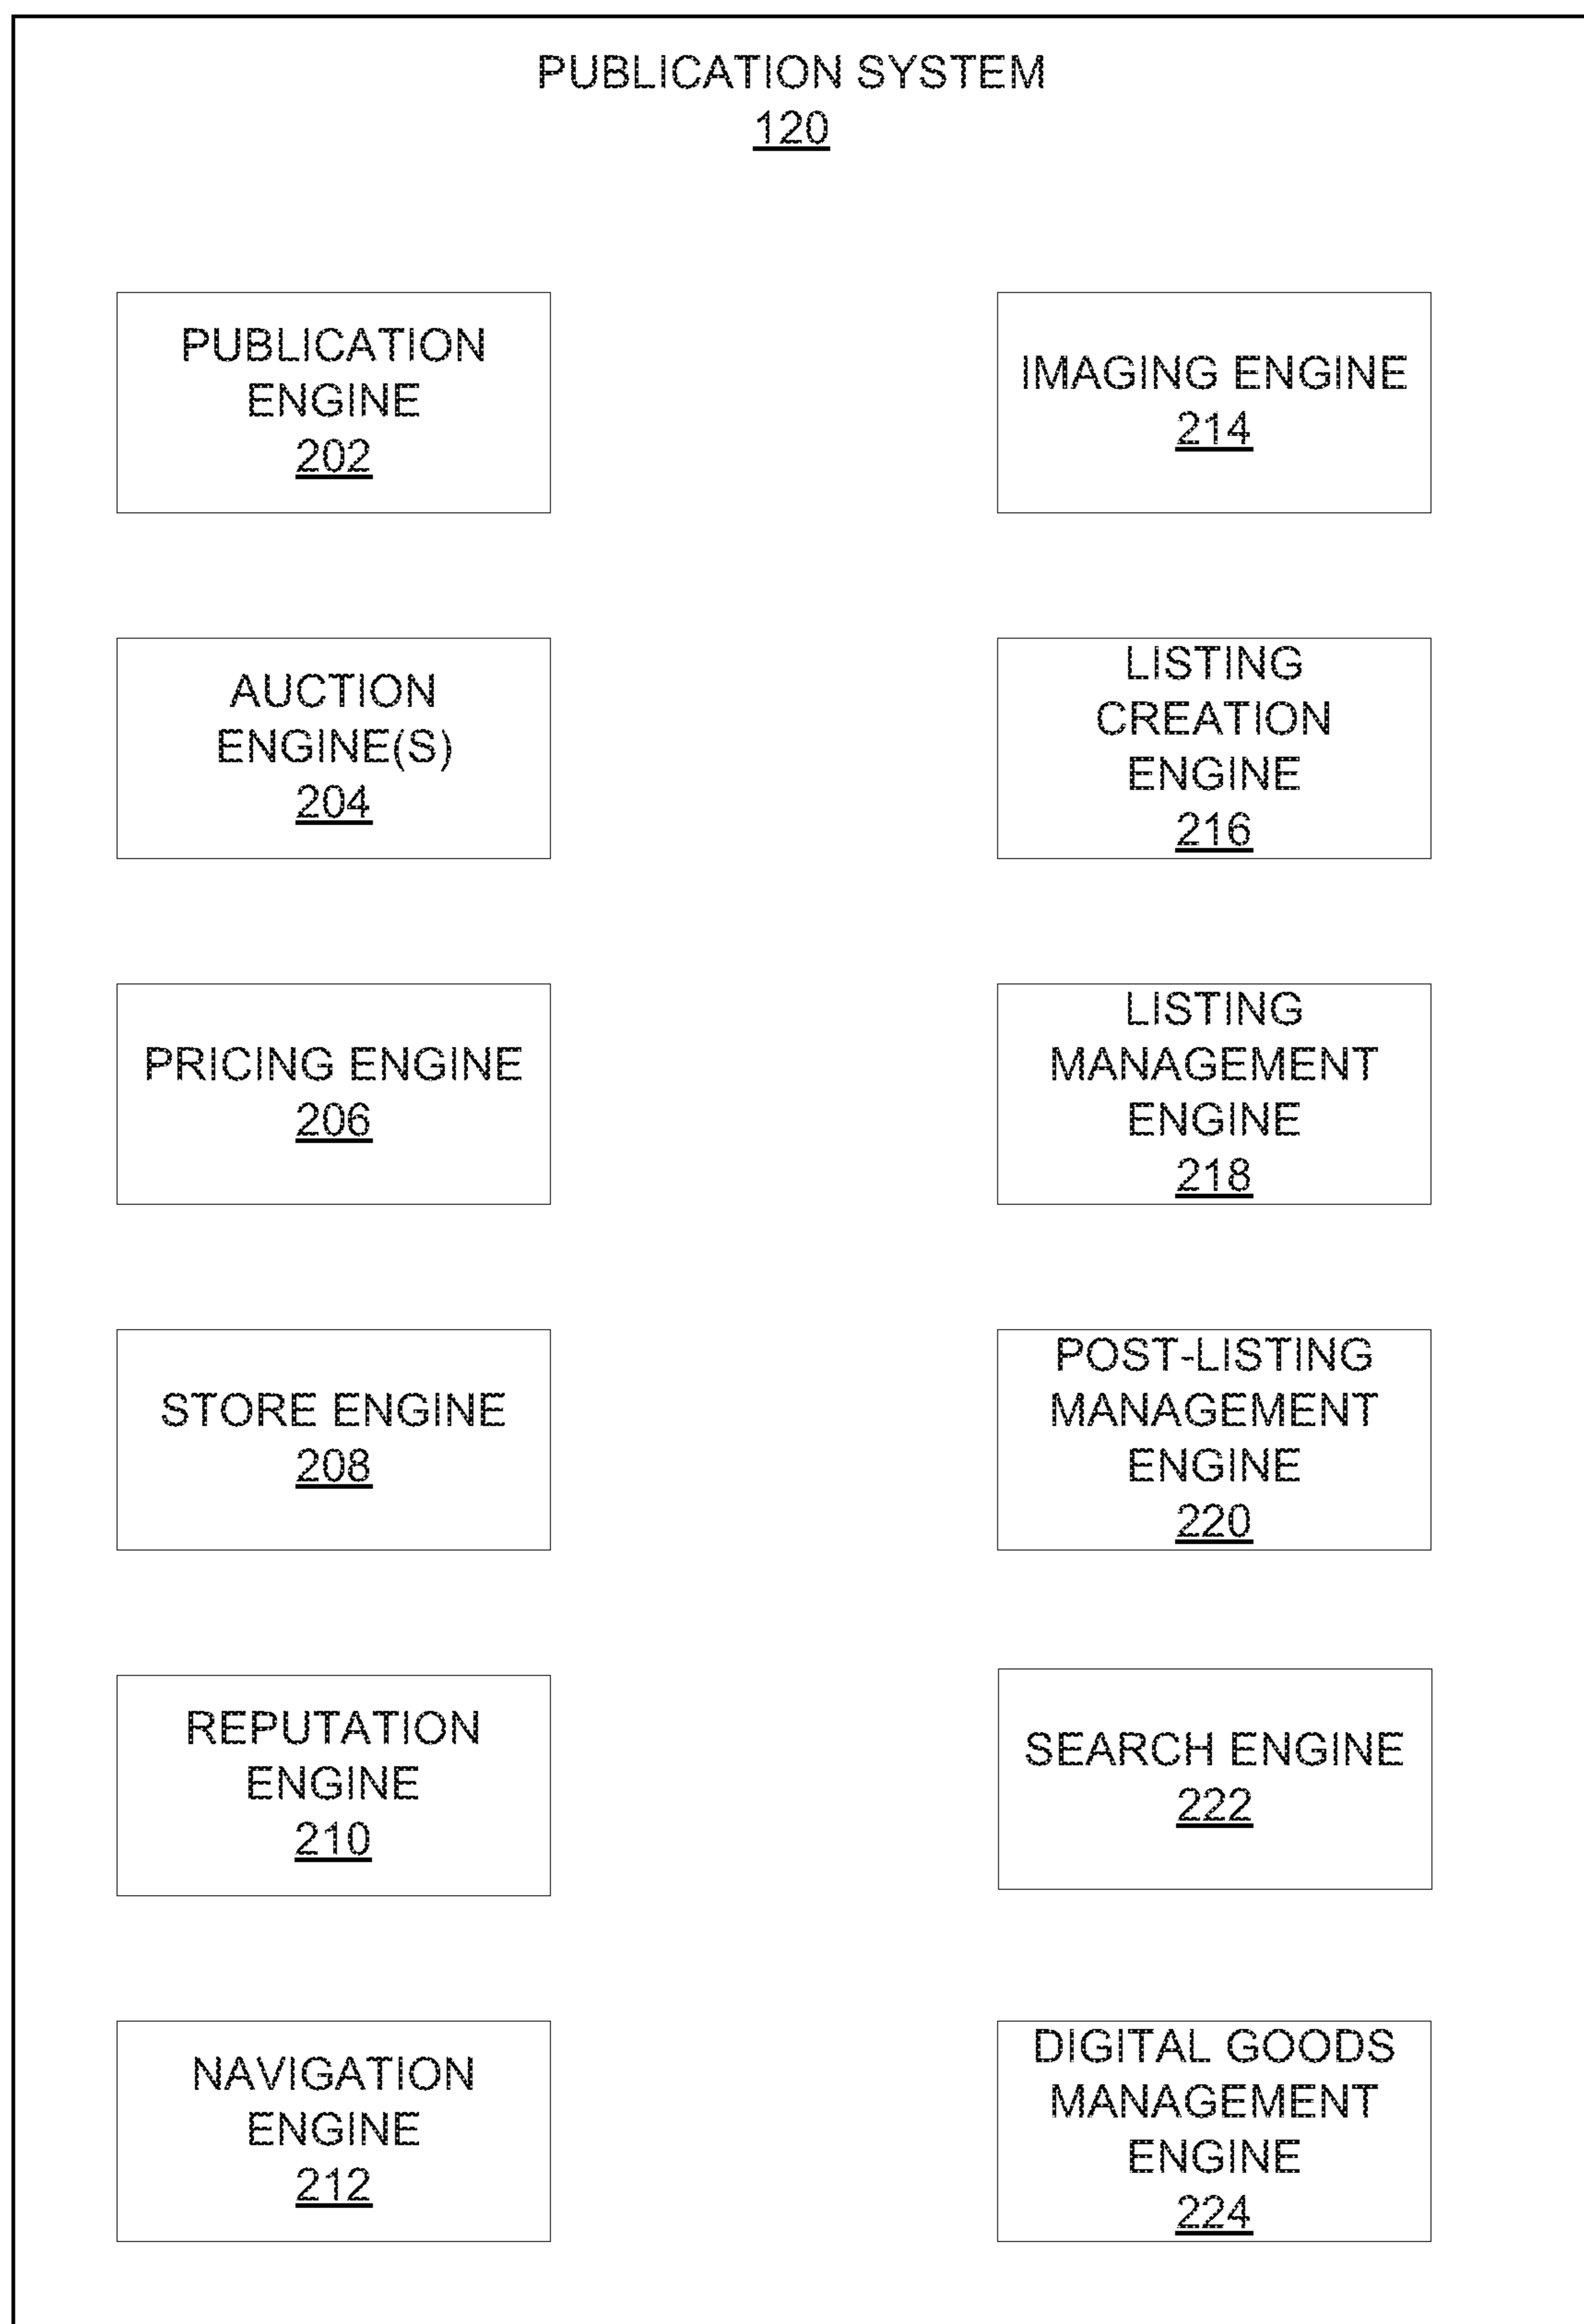 PUBLICATION SYSTEM
120
PUBLICATION
ENGINE
202
AUCTION
ENGINE(S)
204
PRICING ENGINE
206
STORE ENGINE
208
REPUTATION
ENGINE
210
NAVIGATION
ENGINE
212
IMAGING ENGINE
214
LISTING
CREATION
ENGINE
216
LISTING
MANAGEMENT
ENGINE
218
POST-LISTING
MANAGEMENT
ENGINE
220
SEARCH ENGINE
222
DIGITAL GOODS
MANAGEMENT
ENGINE
224